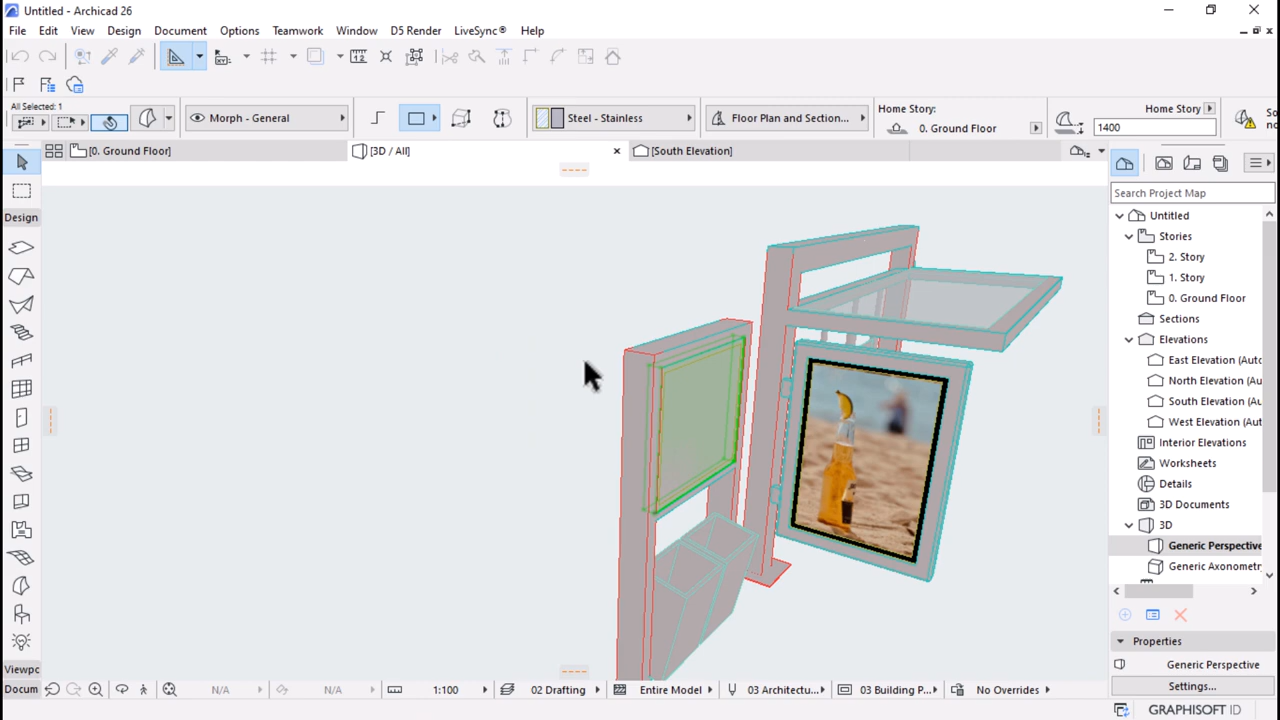 Untitled - Archicad 26
File Edit View Design Document Options Teamwork Window D5 Render LiveSync® Help
All Selected: 1
Morph - General
Steel - Stainless
Floor Plan and Section...
Home Story:
0. Ground Floor
Home Story
1400
[0. Ground Floor]
[3D / All]
[South Elevation]
Search Project Map
Design
Untitled
Stories
2. Story
1. Story
0. Ground Floor
Sections
Elevations
East Elevation (Auto
North Elevation (Au
South Elevation (Au
West Elevation (Aut
Interior Elevations
Worksheets
Details
3D Documents
3D
Generic Perspective
Generic Axonometr
Properties
Generic Perspective
Settings...
Viewpc
Docum
N/A
N/A
1:100
02 Drafting
Entire Model
03 Architectu...
03 Building P...
No Overrides
GRAPHISOFT ID